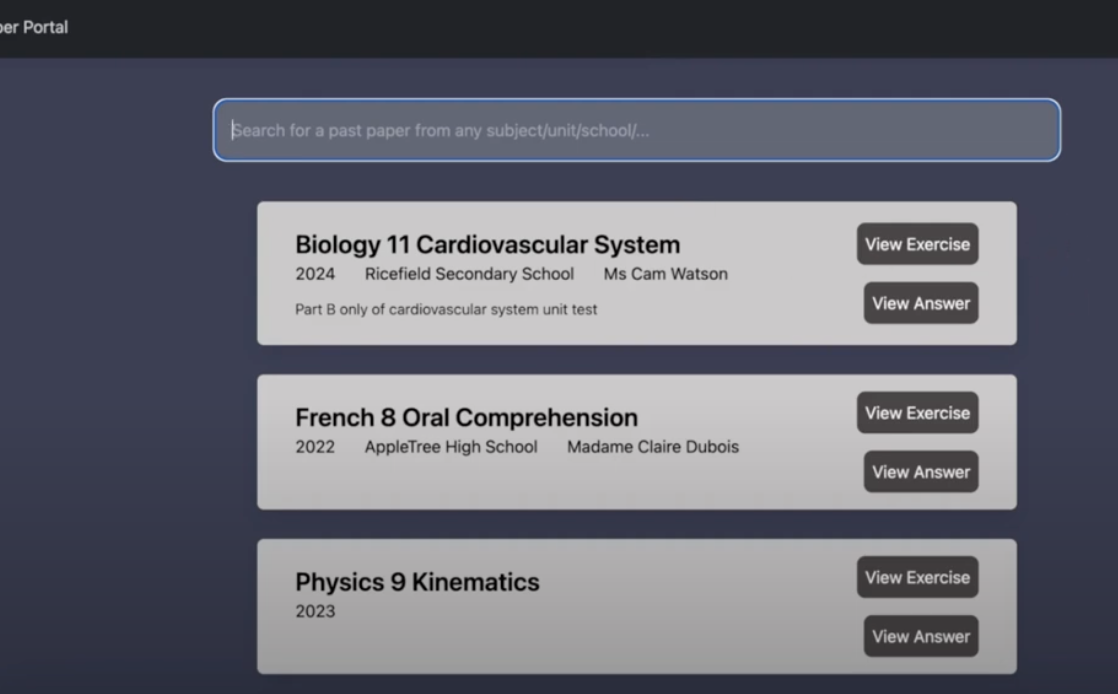 Portal
Search for a past paper from any subject/unit/school/...
Biology 11 Cardiovascular System
2024 Ricefield Secondary School Ms Cam Watson
Part B only of cardiovascular system unit test
View Exercise
View Answer
French 8 Oral Comprehension
2022 AppleTree High School Madame Claire Dubois
View Exercise
View Answer
Physics 9 Kinematics
2023
View Exercise
View Answer